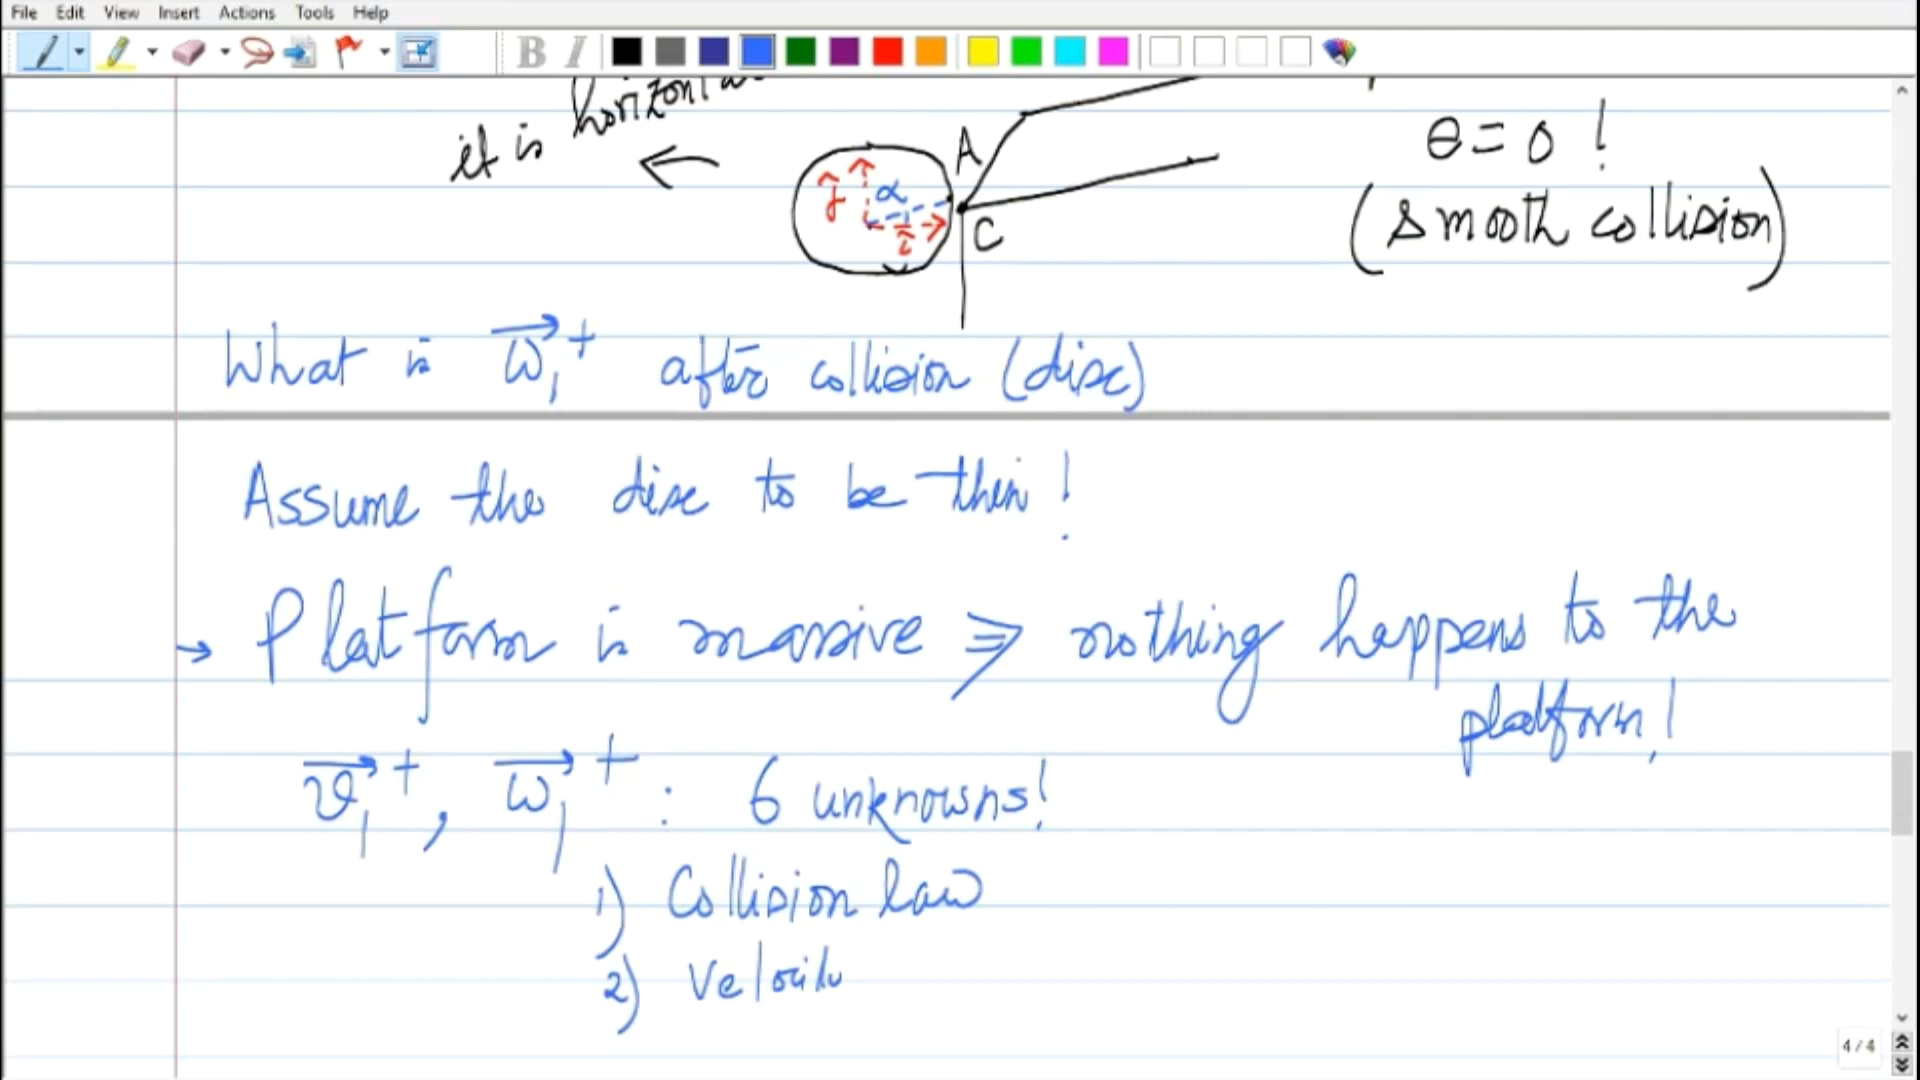 File Edit View Insert Actions Tools Help
B I
it is horizontal
A
θ = 0 !
ĵ α
î
C
(smooth collision)
What is ω₁⁺ after collision (disc)
Assume the disc to be thin!
→ Platform is massive ⇒ nothing happens to the
platform!
v₁⁺, ω₁⁺ : 6 unknowns!
1) Collision law
2) Velocit
4 / 4